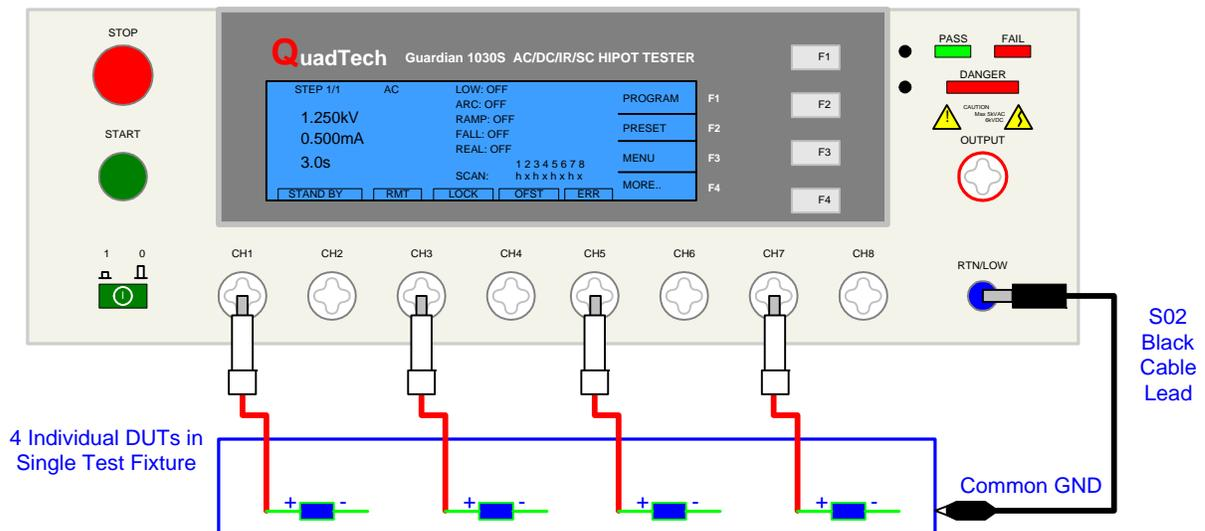 STOP
START
1 0
QuadTech Guardian 1030S AC/DC/IR/SC HIPOT TESTER
STEP 1/1 AC LOW: OFF
ARC: OFF
1.250kV RAMP: OFF
0.500mA FALL: OFF
REAL: OFF
3.0s
1 2 3 4 5 6 7 8
SCAN: h x h x h x h x
STAND BY RMT LOCK OFST ERR
PROGRAM F1
PRESET F2
MENU F3
MORE.. F4
F1
F2
F3
F4
PASS FAIL
DANGER
CAUTION
Max 5kVAC
6kVDC
OUTPUT
CH1 CH2 CH3 CH4 CH5 CH6 CH7 CH8
RTN/LOW
S02
Black
Cable
Lead
4 Individual DUTs in
Single Test Fixture
+ - + - + - + -
Common GND